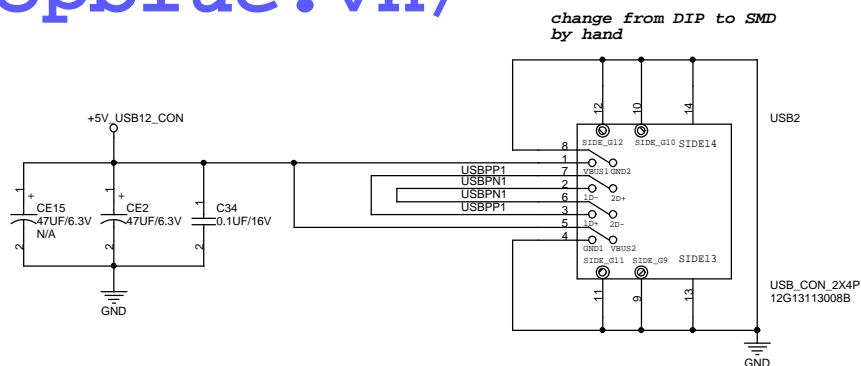 change from DIP to SMD
by hand
+5V_USB12_CON
USB2
12
10
14
SIDE_G12
SIDE_G10
SIDE14
8
1
VBUS1
GND2
USBPP1
7
USBPN1
2
1D-
2D+
USBPN1
6
USBPP1
3
1D+
2D-
5
4
GND1
VBUS2
SIDE_G11
SIDE_G9
SIDE13
11
9
13
1
+
CE15
47UF/6.3V
N/A
2
1
+
CE2
47UF/6.3V
2
1
C34
0.1UF/16V
2
GND
USB_CON_2X4P
12G13113008B
GND